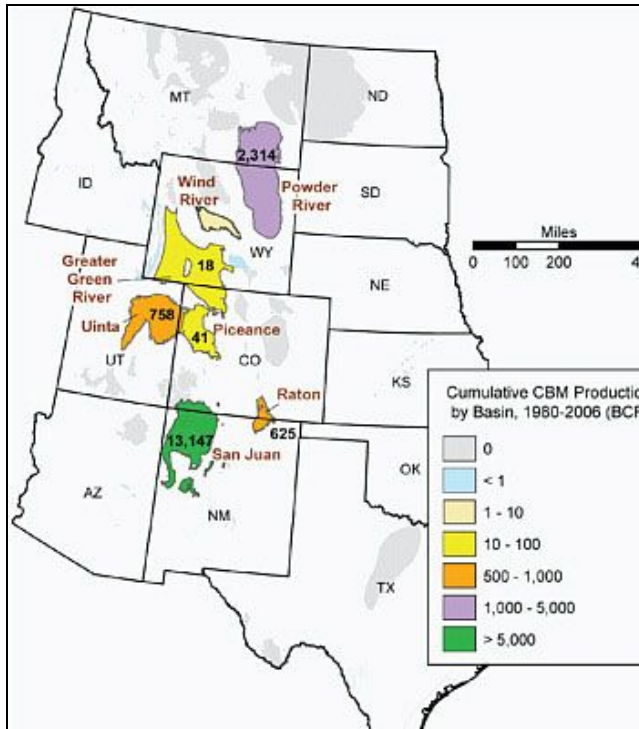 MT
ND
2,314
Wind
River
Powder
River
ID
SD
WY
Miles
0 100 200 4
Greater
Green
River
18
NE
758
Uinta
41
Piceance
UT
CO
KS
Raton
625
13,147
San Juan
OK
AZ
NM
TX
Cumulative CBM Production
by Basin, 1980-2006 (BCF
0
< 1
1 - 10
10 - 100
500 - 1,000
1,000 - 5,000
> 5,000